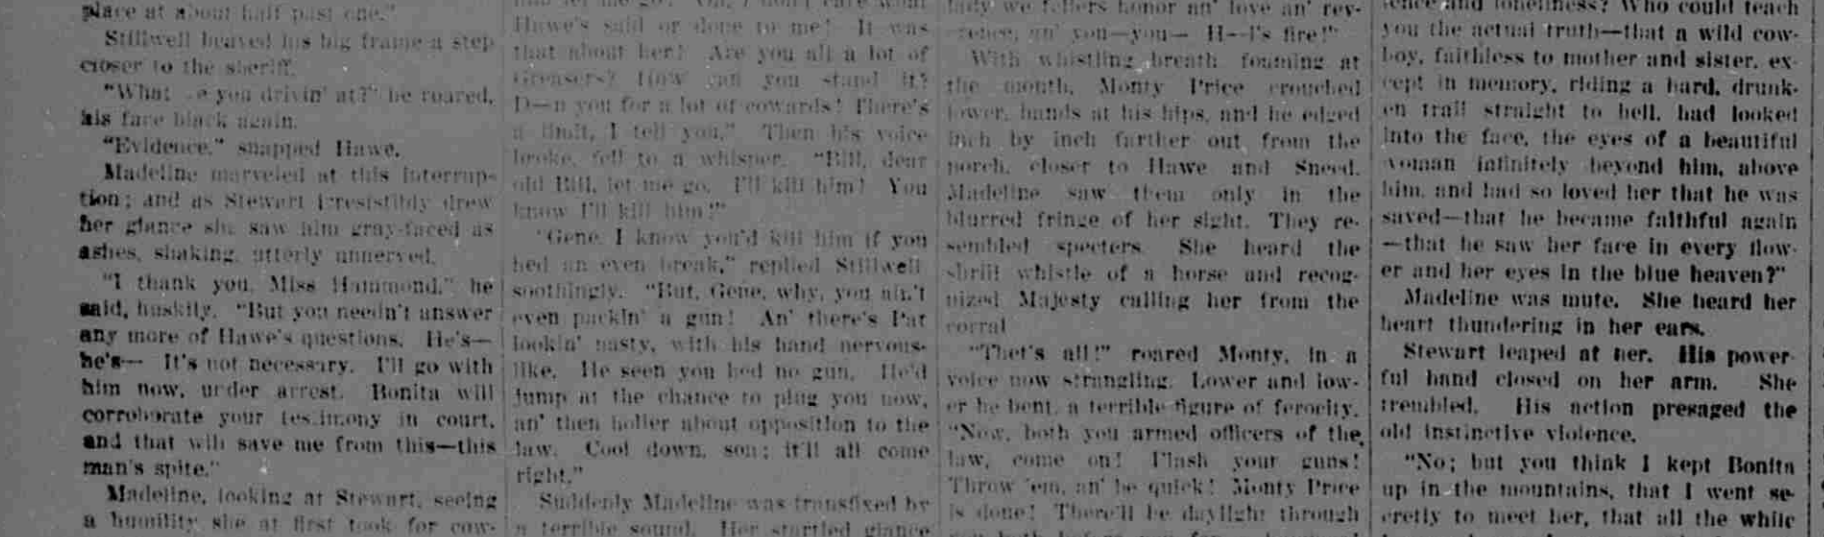 place at about half past one."
Stillwell heaved his big frame a step
closer to the sheriff.
"What you drivin' at?" he roared,
his face black again.
"Evidence," snapped Hawe.
Madeline marveled at this interrup-
tion; and as Stewart irresistibly drew
her glance she saw him gray-faced as
ashes, shaking, utterly unnerved.
"I thank you, Miss Hammond," he
said, huskily. "But you needn't answer
any more of Hawe's questions. He's—
he's— It's not necessary. I'll go with
him now, under arrest. Bonita will
corroborate your testimony in court,
and that will save me from this—this
man's spite."
Madeline, looking at Stewart, seeing
a humility she at first took for cow-
Hawe's said or done to me! It was
that about her! Are you all a lot of
Greasers? How can you stand it?
D—n you for a lot of cowards! There's
a limit, I tell you." Then his voice
broke, fell to a whisper. "Bill, dear
old Bill, let me go. I'll kill him! You
know I'll kill him!"
"Gene, I know you'd kill him if you
hed an even break," replied Stillwell
soothingly. "But, Gene, why, you ain't
even packin' a gun! An' there's Pat
lookin' nasty, with his hand nervous-
like. He seen you hed no gun. He'd
jump at the chance to plug you now,
an' then holler about opposition to the
law. Cool down, son; it'll all come
right."
Suddenly Madeline was transfixed by
a terrible sound. Her startled glance
lady we fellers honor an' love an' rev-
erence, an' you—you— H—l's fire!"
With whistling breath foaming at
the mouth, Monty Price crouched
lower, hands at his hips, and he edged
inch by inch farther out from the
porch, closer to Hawe and Sneed.
Madeline saw them only in the
blurred fringe of her sight. They re-
sembled specters. She heard the
shrill whistle of a horse and recog-
nized Majesty calling her from the
corral
"Thet's all!" roared Monty, in a
voice now strangling. Lower and low-
er he bent, a terrible figure of ferocity.
"Now, both you armed officers of the
law, come on! Flash your guns!
Throw 'em, an' be quick! Monty Price
is done! There'll be daylight through
and loneliness? Who could teach
you the actual truth—that a wild cow-
boy, faithless to mother and sister, ex-
cept in memory, riding a hard, drunk-
en trail straight to hell, had looked
into the face, the eyes of a beautiful
woman infinitely beyond him, above
him, and had so loved her that he was
saved—that he became faithful again
—that he saw her face in every flow-
er and her eyes in the blue heaven?"
Madeline was mute. She heard her
heart thundering in her ears.
Stewart leaped at her. His power-
ful hand closed on her arm. She
trembled. His action presaged the
old instinctive violence.
"No; but you think I kept Bonita
up in the mountains, that I went se-
cretly to meet her, that all the while